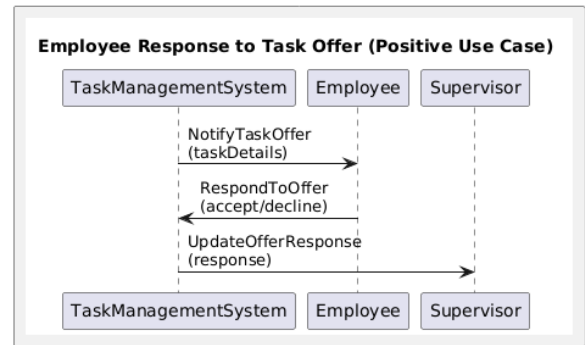 Employee Response to Task Offer (Positive Use Case)
TaskManagementSystem Employee Supervisor
NotifyTaskOffer
(taskDetails)
RespondToOffer
(accept/decline)
UpdateOfferResponse
(response)
TaskManagementSystem Employee Supervisor